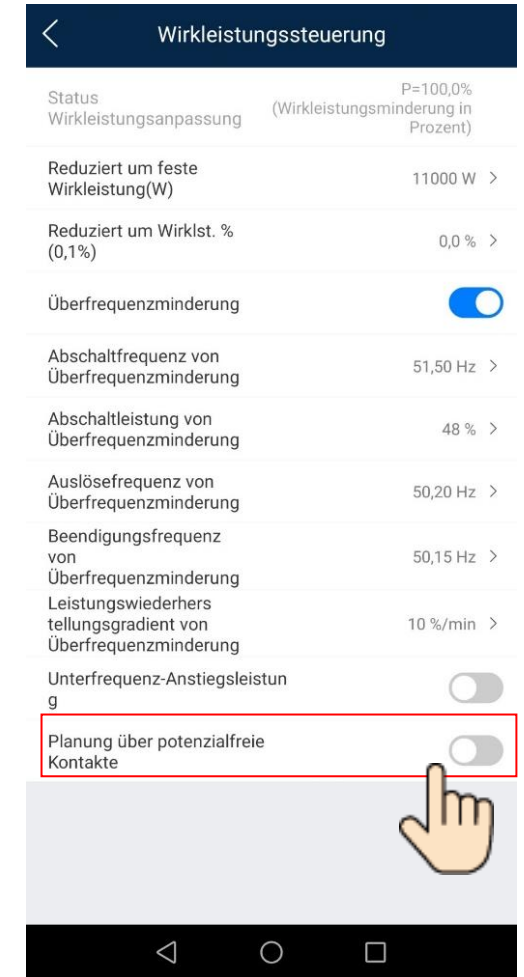 Wirkleistungssteuerung
Status
Wirkleistungsanpassung
P=100,0%
(Wirkleistungsminderung in
Prozent)
Reduziert um feste
Wirkleistung(W)
11000 W
Reduziert um Wirklst. %
(0,1%)
0,0 %
Überfrequenzminderung
Abschaltfrequenz von
Überfrequenzminderung
51,50 Hz
Abschaltleistung von
Überfrequenzminderung
48 %
Auslösefrequenz von
Überfrequenzminderung
50,20 Hz
Beendigungsfrequenz
von
Überfrequenzminderung
50,15 Hz
Leistungswiederhers
tellungsgradient von
Überfrequenzminderung
10 %/min
Unterfrequenz-Anstiegsleistun
g
Planung über potenzialfreie
Kontakte